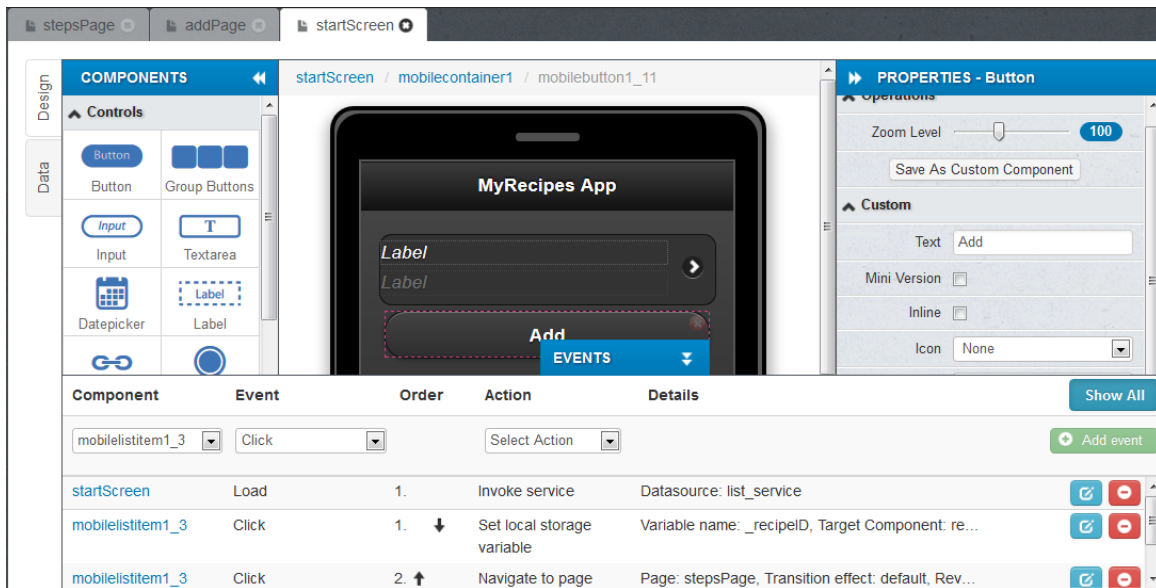 stepsPage
addPage
startScreen
Design
Data
COMPONENTS
Controls
Button
Button
Group Buttons
Input
Input
T
Textarea
Datepicker
Label
Label
startScreen / mobilecontainer1 / mobilebutton1_11
MyRecipes App
Label
Label
Add
EVENTS
PROPERTIES - Button
Operations
Zoom Level
100
Save As Custom Component
Custom
Text Add
Mini Version
Inline
Icon None
Component Event Order Action Details
Show All
mobilelistitem1_3 Click Select Action
Add event
startScreen Load 1. Invoke service Datasource: list_service
mobilelistitem1_3 Click 1. Set local storage Variable name: _recipeID, Target Component: re...
variable
mobilelistitem1_3 Click 2. Navigate to page Page: stepsPage, Transition effect: default, Rev...